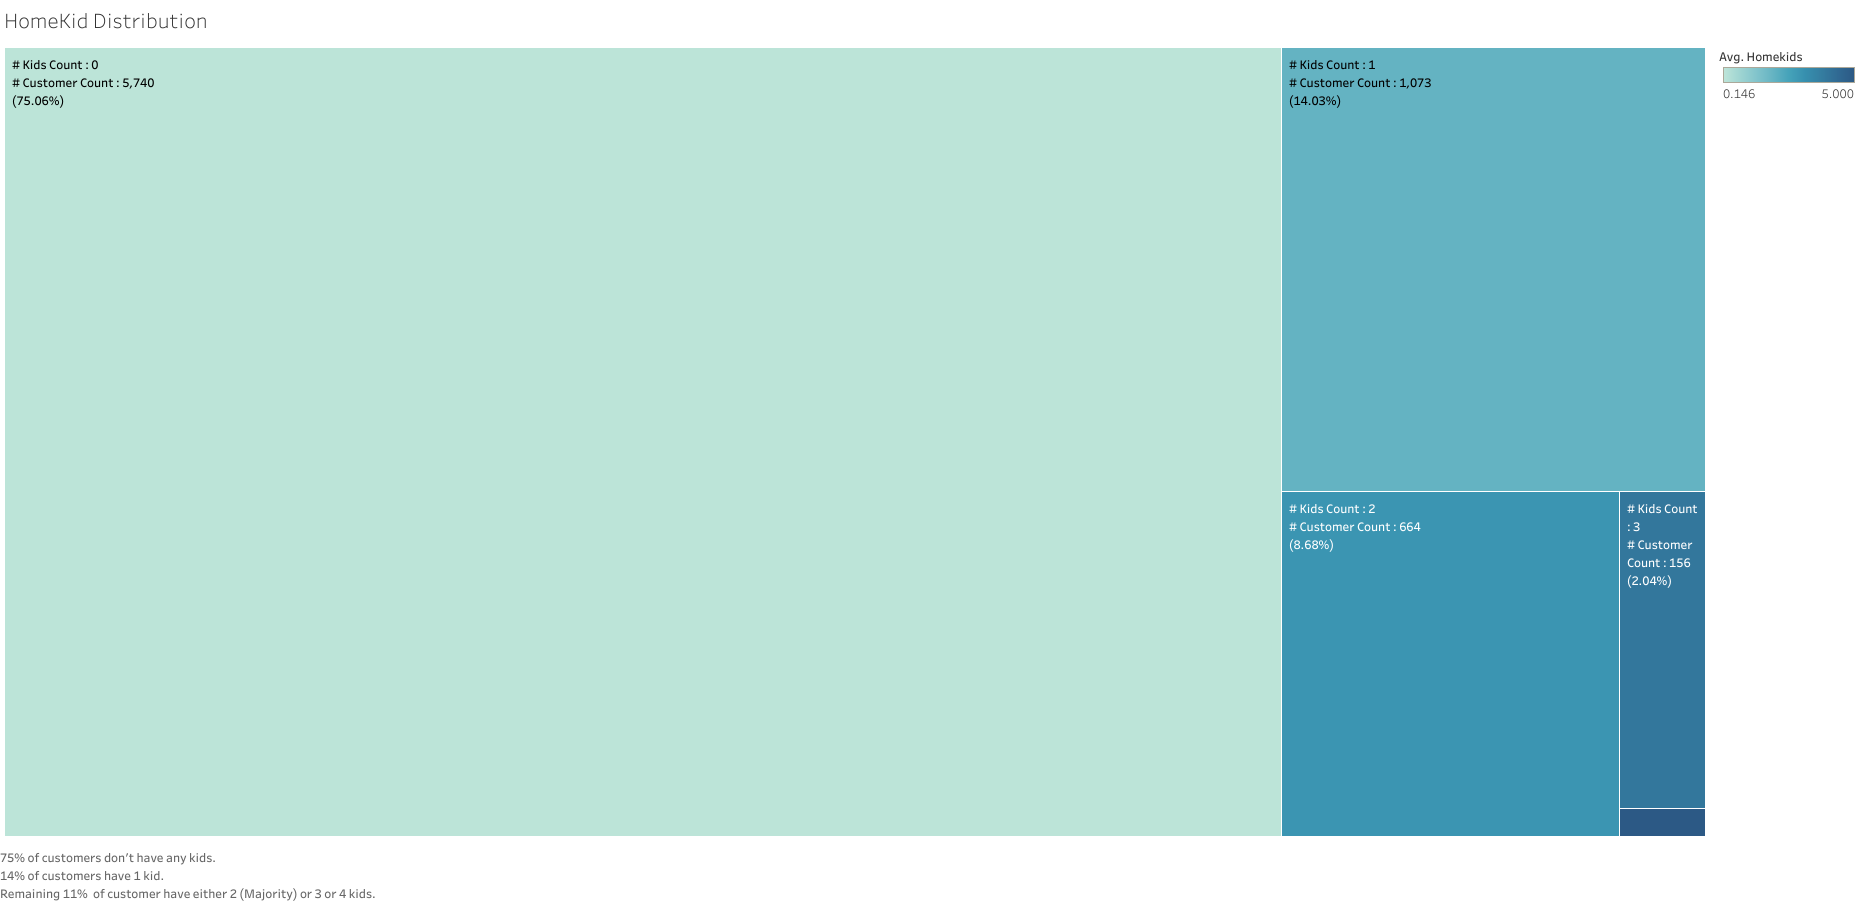 HomeKid Distribution
# Kids Count : 0
# Customer Count : 5,740
(75.06%)
# Kids Count : 1
# Customer Count : 1,073
(14.03%)
Avg. Homekids
0.146 5.000
# Kids Count : 2
# Customer Count : 664
(8.68%)
# Kids Count
: 3
# Customer
Count : 156
(2.04%)
75% of customers don’t have any kids.
14% of customers have 1 kid.
Remaining 11%  of customer have either 2 (Majority) or 3 or 4 kids.